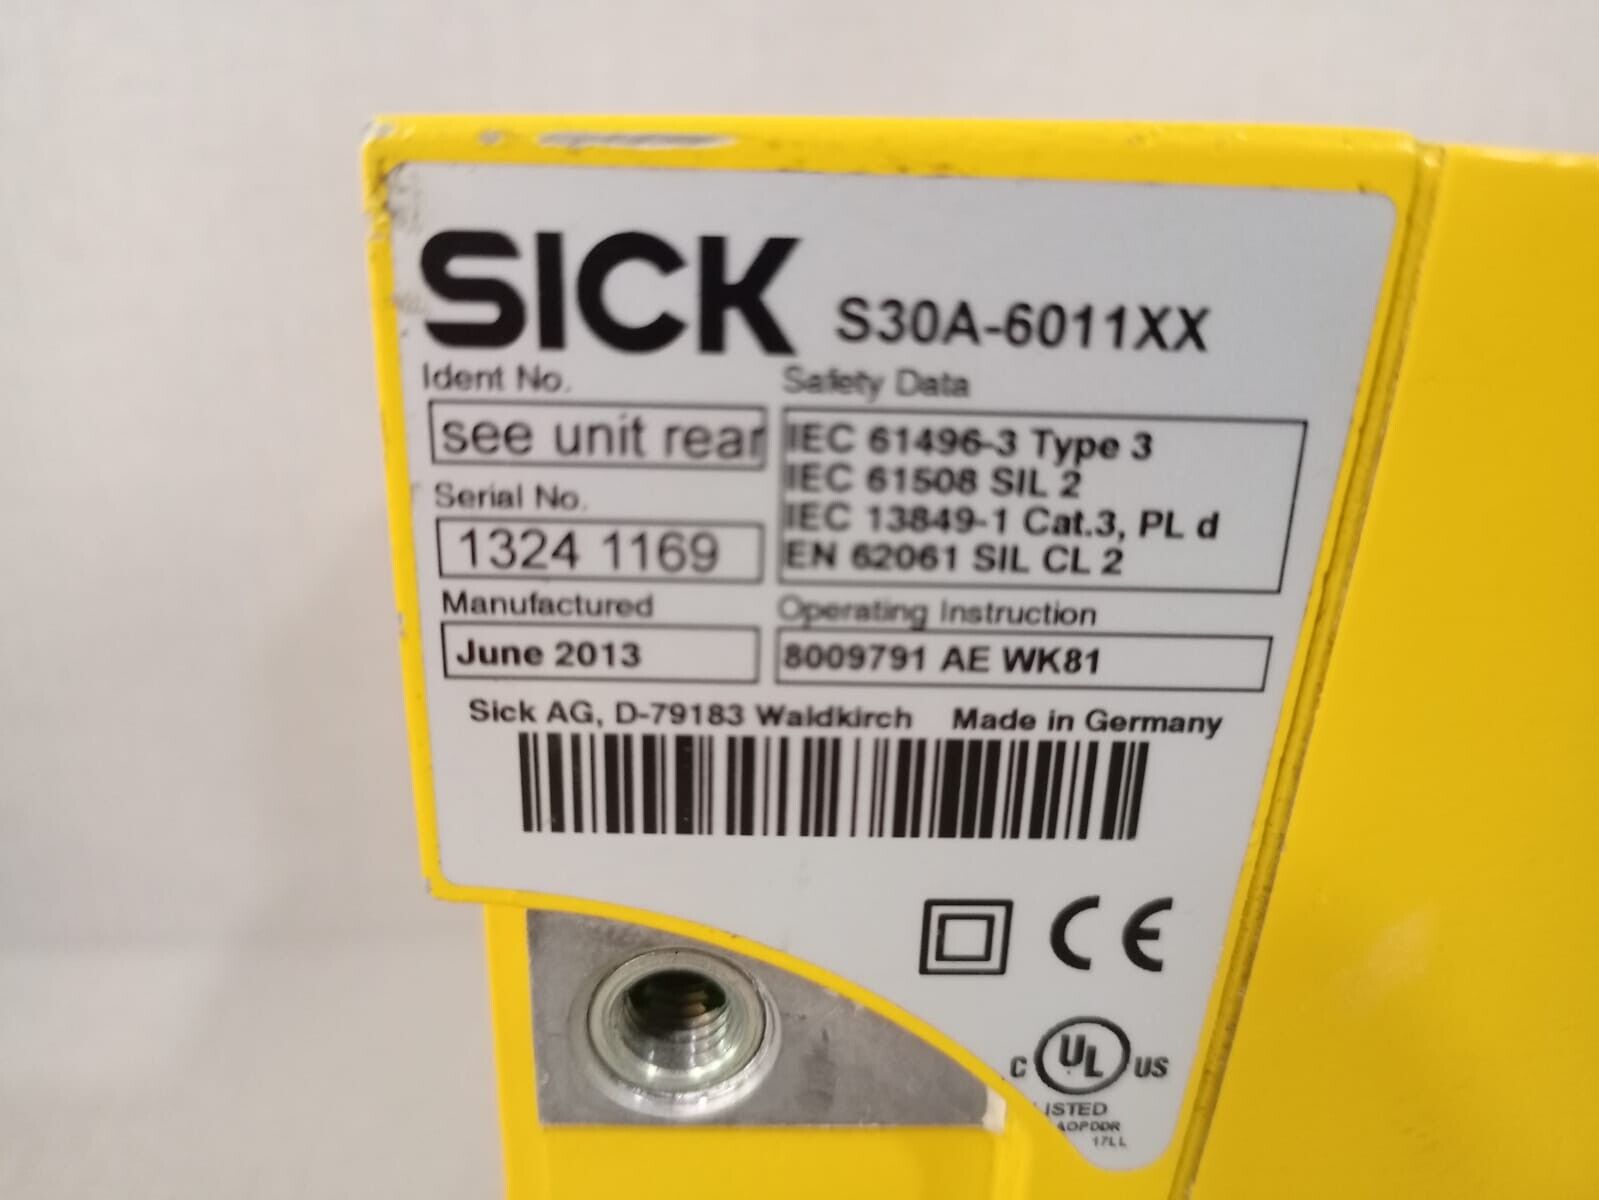 SICK S30A-6011XX
Ident No.
see unit rear
Serial No.
1324 1169
Manufactured
June 2013
Safety Data
IEC 61496-3 Type 3
IEC 61508 SIL 2
IEC 13849-1 Cat.3, PL d
EN 62061 SIL CL 2
Operating Instruction
8009791 AE WK81
Sick AG, D-79183 Waldkirch Made in Germany
CE
C UL US
LISTED
AOPDDR
17LL